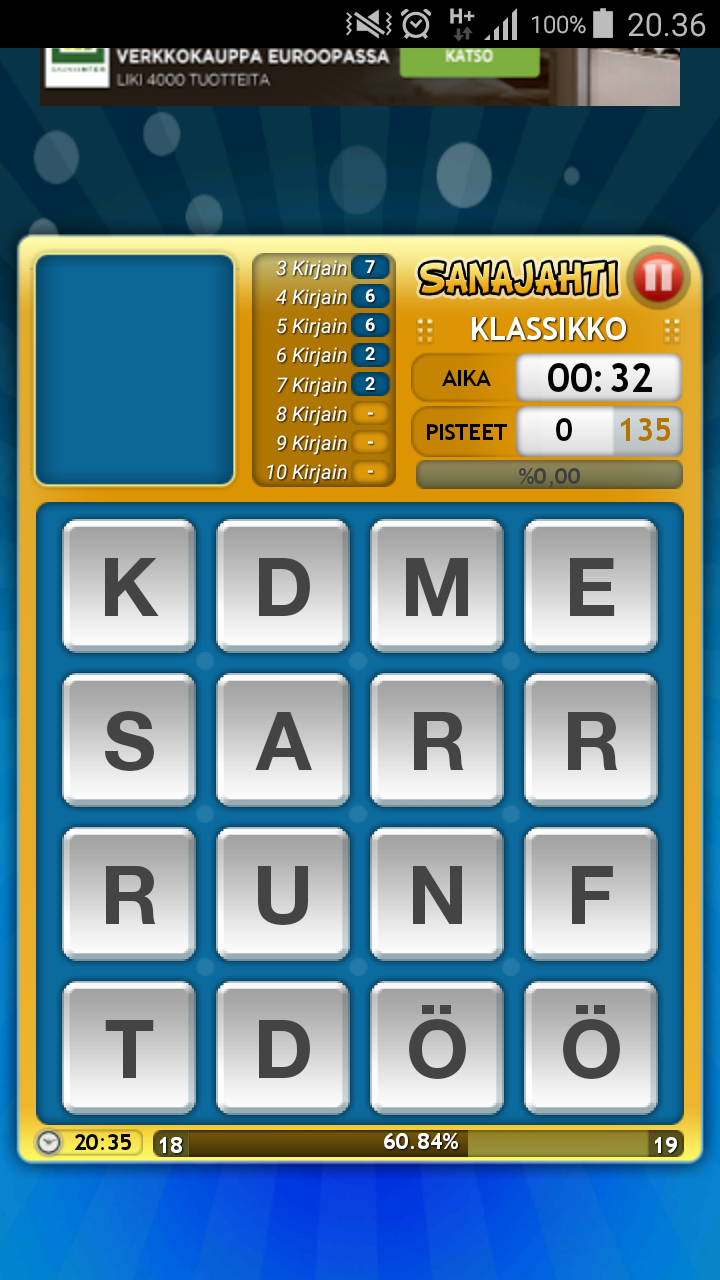 H+ 100% 20.36
VERKKOKAUPPA EUROOPASSA
LIKI 4000 TUOTTEITA
KATSO
3 Kirjain 7
4 Kirjain 6
5 Kirjain 6
6 Kirjain 2
7 Kirjain 2
8 Kirjain -
9 Kirjain -
10 Kirjain -
SANAJAHTI
KLASSIKKO
AIKA 00:32
PISTEET 0 135
%0,00
K D M E
S A R R
R U N F
T D Ö Ö
20:35 18 60.84% 19